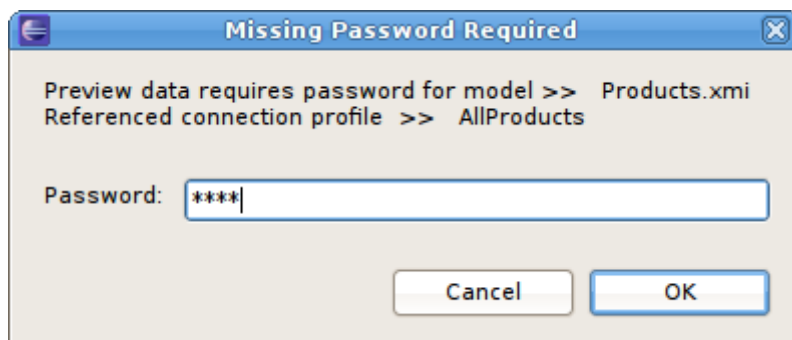 Missing Password Required
Preview data requires password for model >> Products.xmi
Referenced connection profile >> AllProducts
Password: ****
Cancel OK